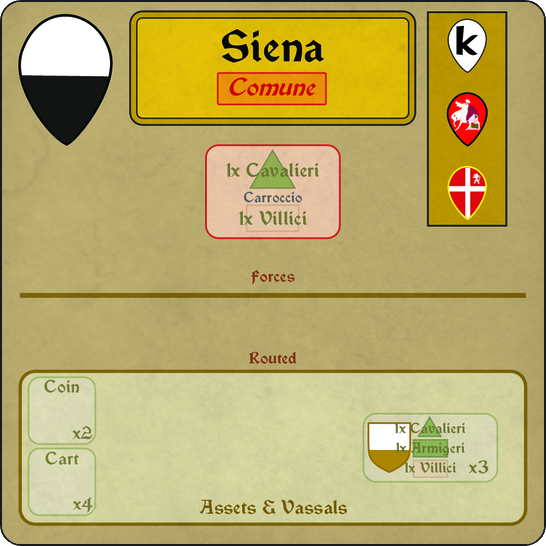 Siena
Comune
k
1x Cavalieri
Carroccio
1x Villici
Forces
Routed
Coin
x2
Cart
x4
1x Cavalieri
1x Armigeri
1x Villici x3
Assets & Vassals